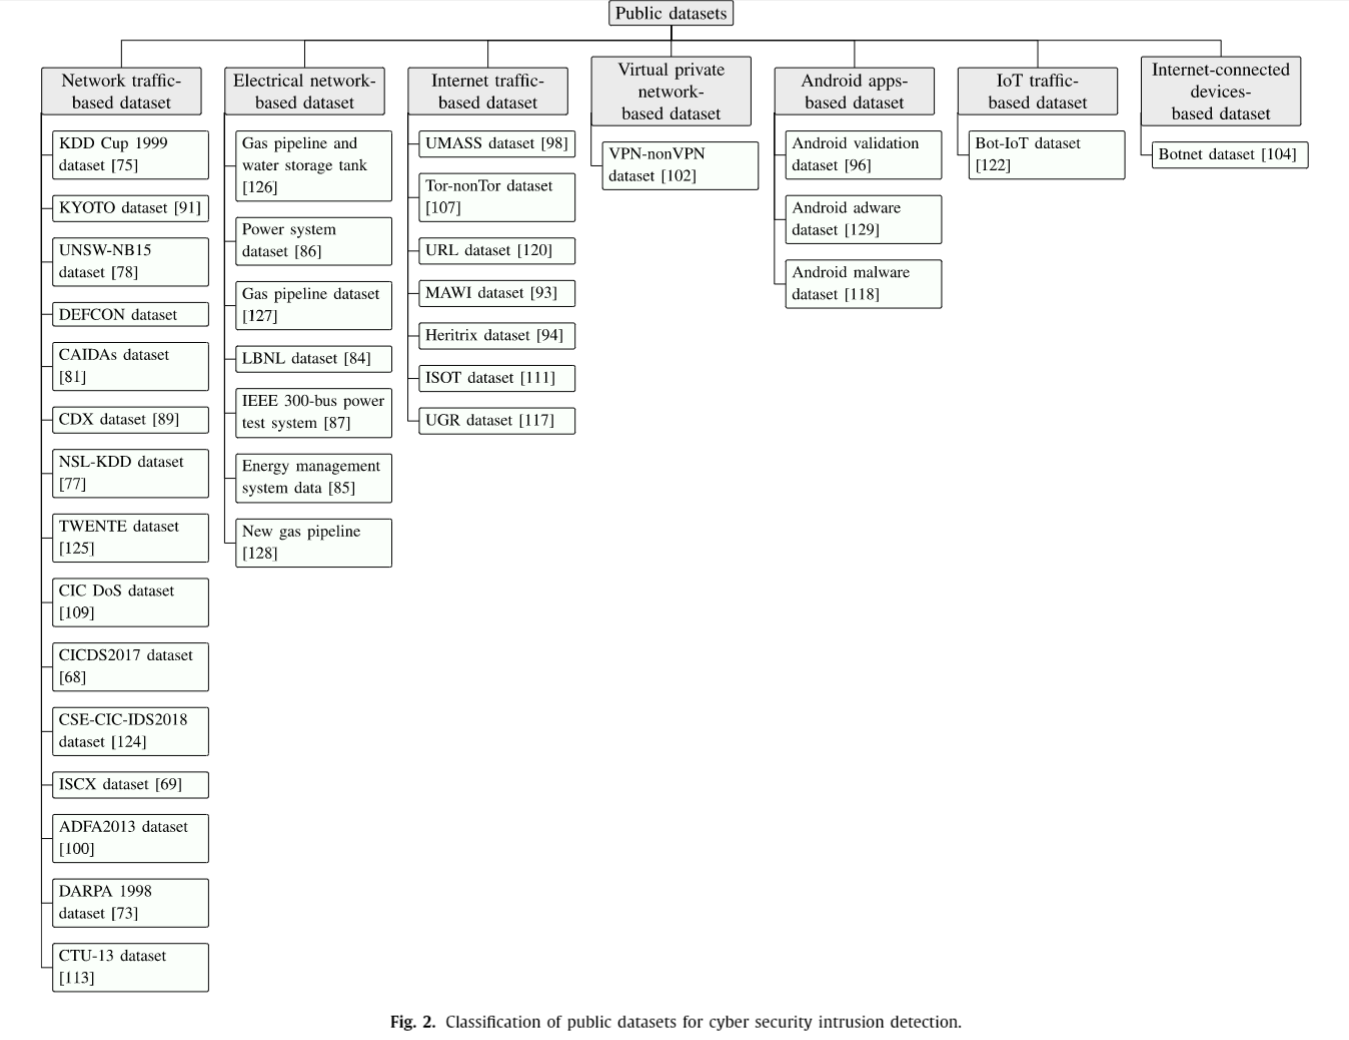 Public datasets
Network traffic-
based dataset
KDD Cup 1999
dataset [75]
KYOTO dataset [91]
UNSW-NB15
dataset [78]
DEFCON dataset
CAIDAs dataset
[81]
CDX dataset [89]
NSL-KDD dataset
[77]
TWENTE dataset
[125]
CIC DoS dataset
[109]
CICDS2017 dataset
[68]
CSE-CIC-IDS2018
dataset [124]
ISCX dataset [69]
ADFA2013 dataset
[100]
DARPA 1998
dataset [73]
CTU-13 dataset
[113]
Electrical network-
based dataset
Gas pipeline and
water storage tank
[126]
Power system
dataset [86]
Gas pipeline dataset
[127]
LBNL dataset [84]
IEEE 300-bus power
test system [87]
Energy management
system data [85]
New gas pipeline
[128]
Internet traffic-
based dataset
UMASS dataset [98]
Tor-nonTor dataset
[107]
URL dataset [120]
MAWI dataset [93]
Heritrix dataset [94]
ISOT dataset [111]
UGR dataset [117]
Virtual private
network-
based dataset
VPN-nonVPN
dataset [102]
Android apps-
based dataset
Android validation
dataset [96]
Android adware
dataset [129]
Android malware
dataset [118]
IoT traffic-
based dataset
Bot-IoT dataset
[122]
Internet-connected
devices-
based dataset
Botnet dataset [104]
Fig. 2. Classification of public datasets for cyber security intrusion detection.